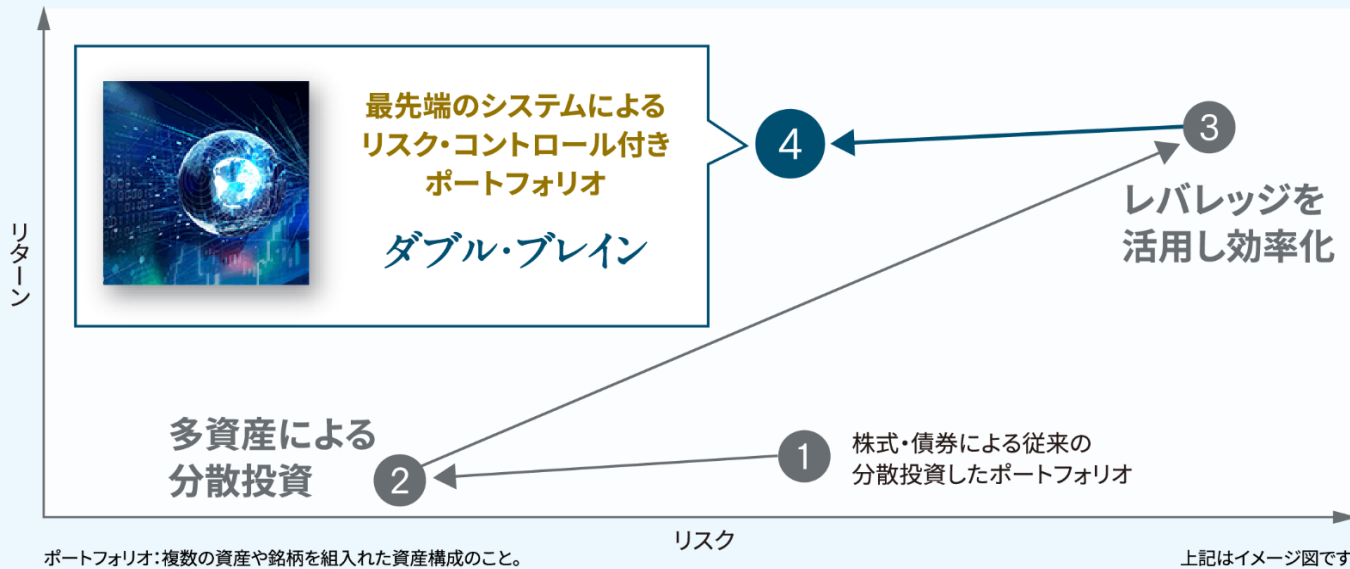 最先端のシステムによる
リスク・コントロール付き
ポートフォリオ
ダブル・ブレイン
4
3
レバレッジを
活用し効率化
リターン
多資産による
分散投資
2
1
株式・債券による従来の
分散投資したポートフォリオ
リスク
ポートフォリオ：複数の資産や銘柄を組入れた資産構成のこと。
上記はイメージ図です